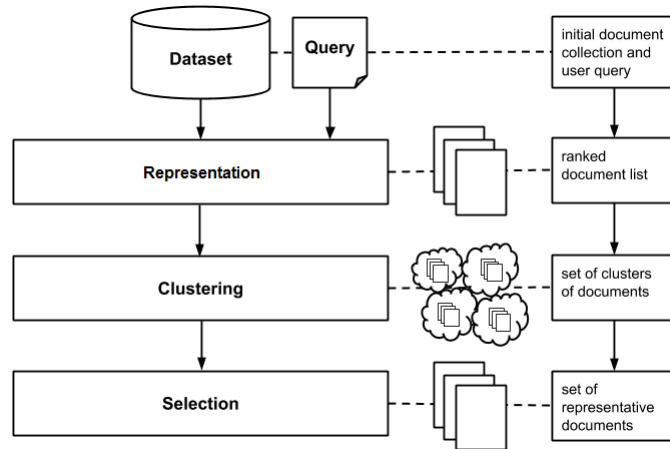 Dataset
Query
initial document
collection and
user query
Representation
ranked
document list
Clustering
set of clusters
of documents
Selection
set of
representative
documents